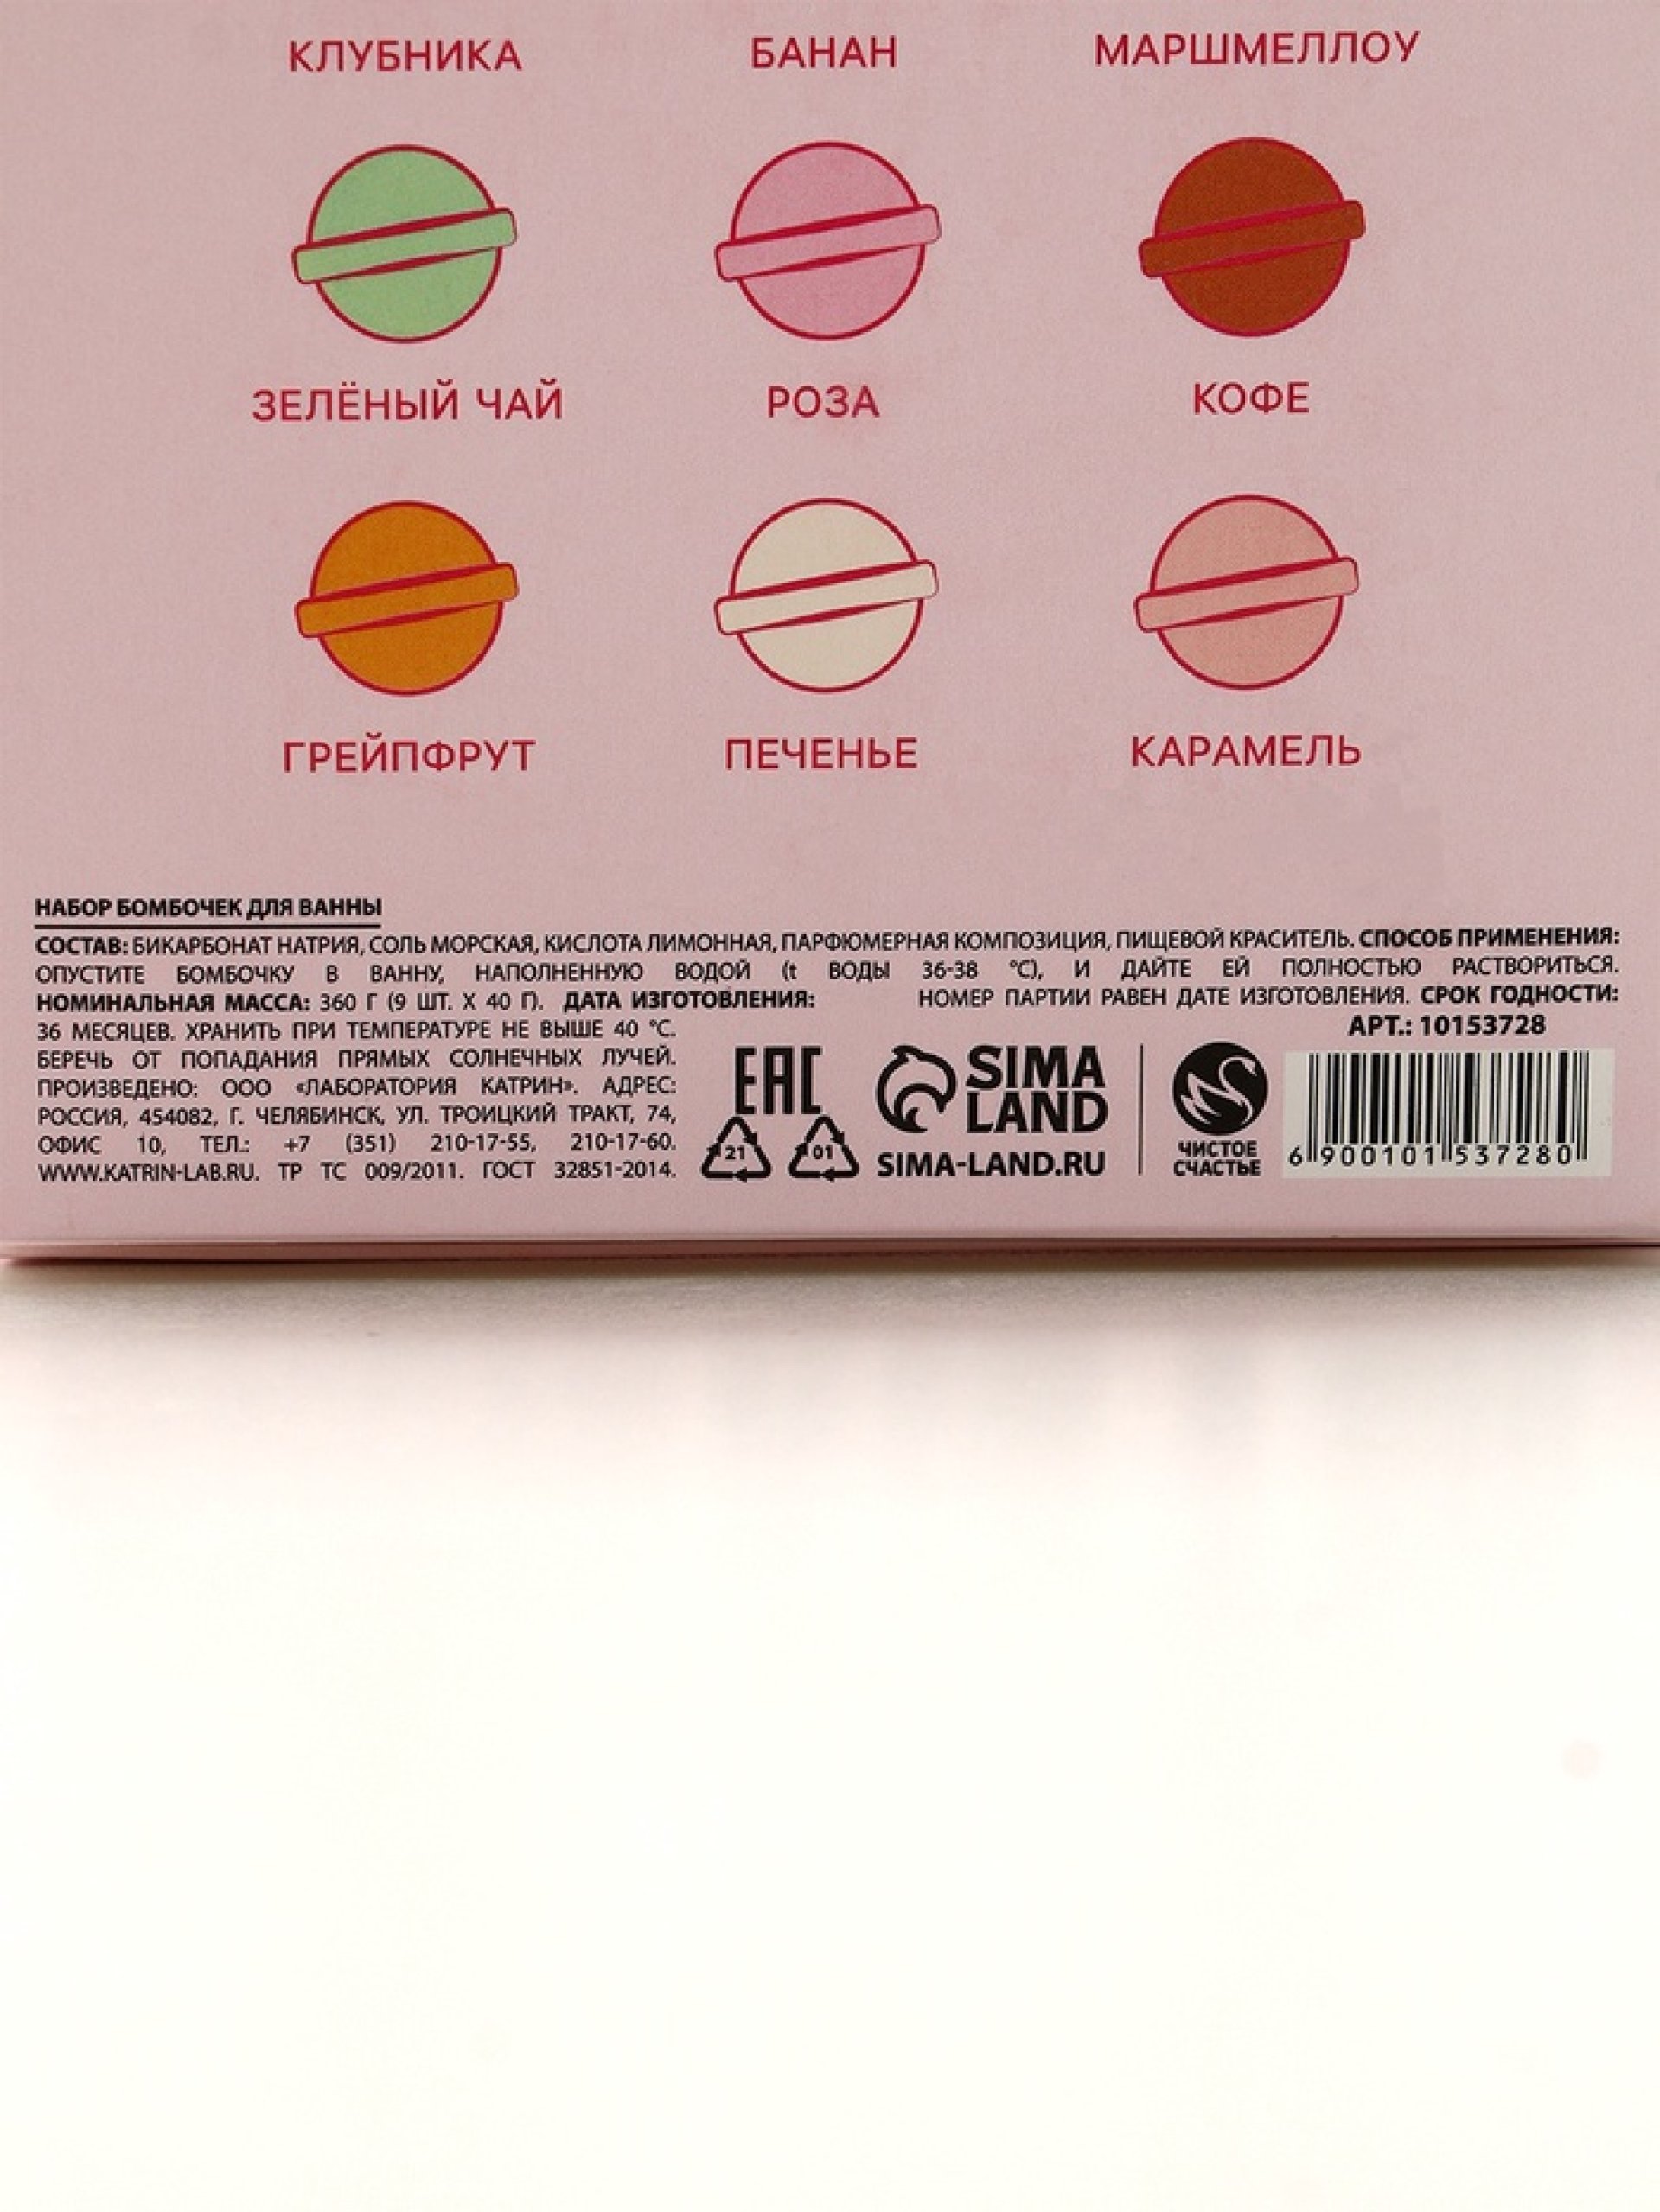 КЛУБНИКА БАНАН МАРШМЕЛЛОУ
ЗЕЛЁНЫЙ ЧАЙ РОЗА КОФЕ
ГРЕЙПФРУТ ПЕЧЕНЬЕ КАРАМЕЛЬ
НАБОР БОМБОЧЕК ДЛЯ ВАННЫ
СОСТАВ: БИКАРБОНАТ НАТРИЯ, СОЛЬ МОРСКАЯ, КИСЛОТА ЛИМОННАЯ, ПАРФЮМЕРНАЯ КОМПОЗИЦИЯ, ПИЩЕВОЙ КРАСИТЕЛЬ. СПОСОБ ПРИМЕНЕНИЯ:
ОПУСТИТЕ БОМБОЧКУ В ВАННУ, НАПОЛНЕННУЮ ВОДОЙ (t ВОДЫ 36-38 °С), И ДАЙТЕ ЕЙ ПОЛНОСТЬЮ РАСТВОРИТЬСЯ.
НОМИНАЛЬНАЯ МАССА: 360 Г (9 ШТ. Х 40 Г). ДАТА ИЗГОТОВЛЕНИЯ: НОМЕР ПАРТИИ РАВЕН ДАТЕ ИЗГОТОВЛЕНИЯ. СРОК ГОДНОСТИ:
36 МЕСЯЦЕВ. ХРАНИТЬ ПРИ ТЕМПЕРАТУРЕ НЕ ВЫШЕ 40 °С.
БЕРЕЧЬ ОТ ПОПАДАНИЯ ПРЯМЫХ СОЛНЕЧНЫХ ЛУЧЕЙ.
ПРОИЗВЕДЕНО: ООО «ЛАБОРАТОРИЯ КАТРИН». АДРЕС:
РОССИЯ, 454082, Г. ЧЕЛЯБИНСК, УЛ. ТРОИЦКИЙ ТРАКТ, 74,
ОФИС 10, ТЕЛ.: +7 (351) 210-17-55, 210-17-60.
WWW.KATRIN-LAB.RU. ТР ТС 009/2011. ГОСТ 32851-2014.
EAC
21 01
SIMA
LAND
SIMA-LAND.RU
ЧИСТОЕ
СЧАСТЬЕ
АРТ.: 10153728
6 900101 537280